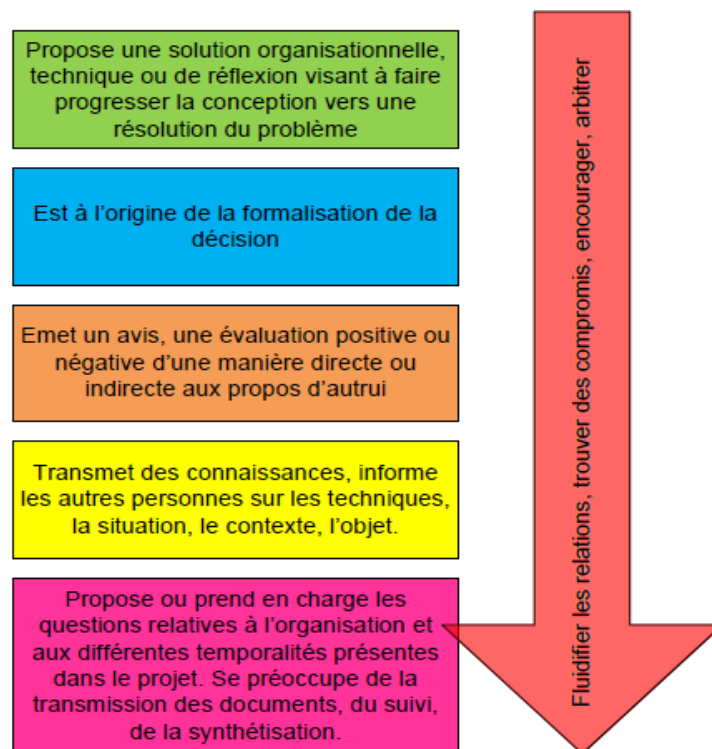 Propose une solution organisationnelle,
technique ou de réflexion visant à faire
progresser la conception vers une
résolution du problème
Est à l'origine de la formalisation de la
décision
Emet un avis, une évaluation positive ou
négative d'une manière directe ou
indirecte aux propos d'autrui
Transmet des connaissances, informe
les autres personnes sur les techniques,
la situation, le contexte, l'objet.
Propose ou prend en charge les
questions relatives à l'organisation et
aux différentes temporalités présentes
dans le projet. Se préoccupe de la
transmission des documents, du suivi,
de la synthétisation.
Fluidifier les relations, trouver des compromis, encourager, arbitrer